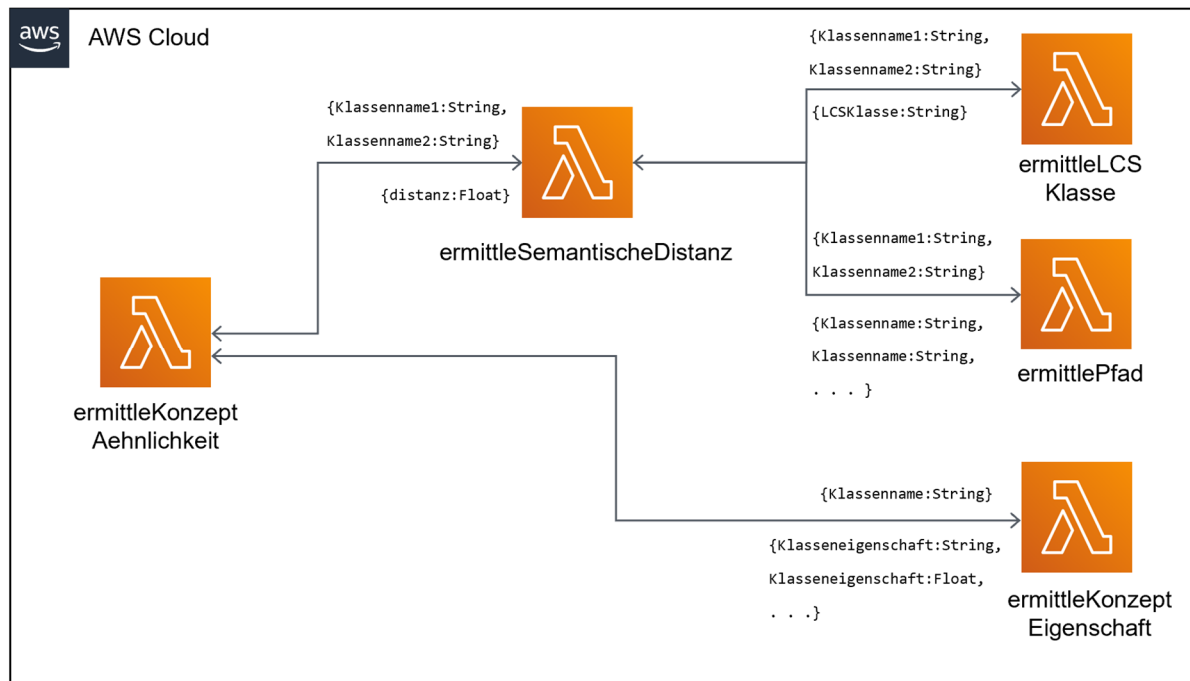 aws
AWS Cloud
{Klassenname1:String,
Klassenname2:String}
{LCSKlasse:String}
ermittleLCS
Klasse
{Klassenname1:String,
Klassenname2:String}
{distanz:Float}
ermittleSemantischeDistanz
{Klassenname1:String,
Klassenname2:String}
{Klassenname:String,
Klassenname:String,
. . . }
ermittlePfad
ermittleKonzept
Aehnlichkeit
{Klassenname:String}
{Klasseneigenschaft:String,
Klasseneigenschaft:Float,
. . .}
ermittleKonzept
Eigenschaft